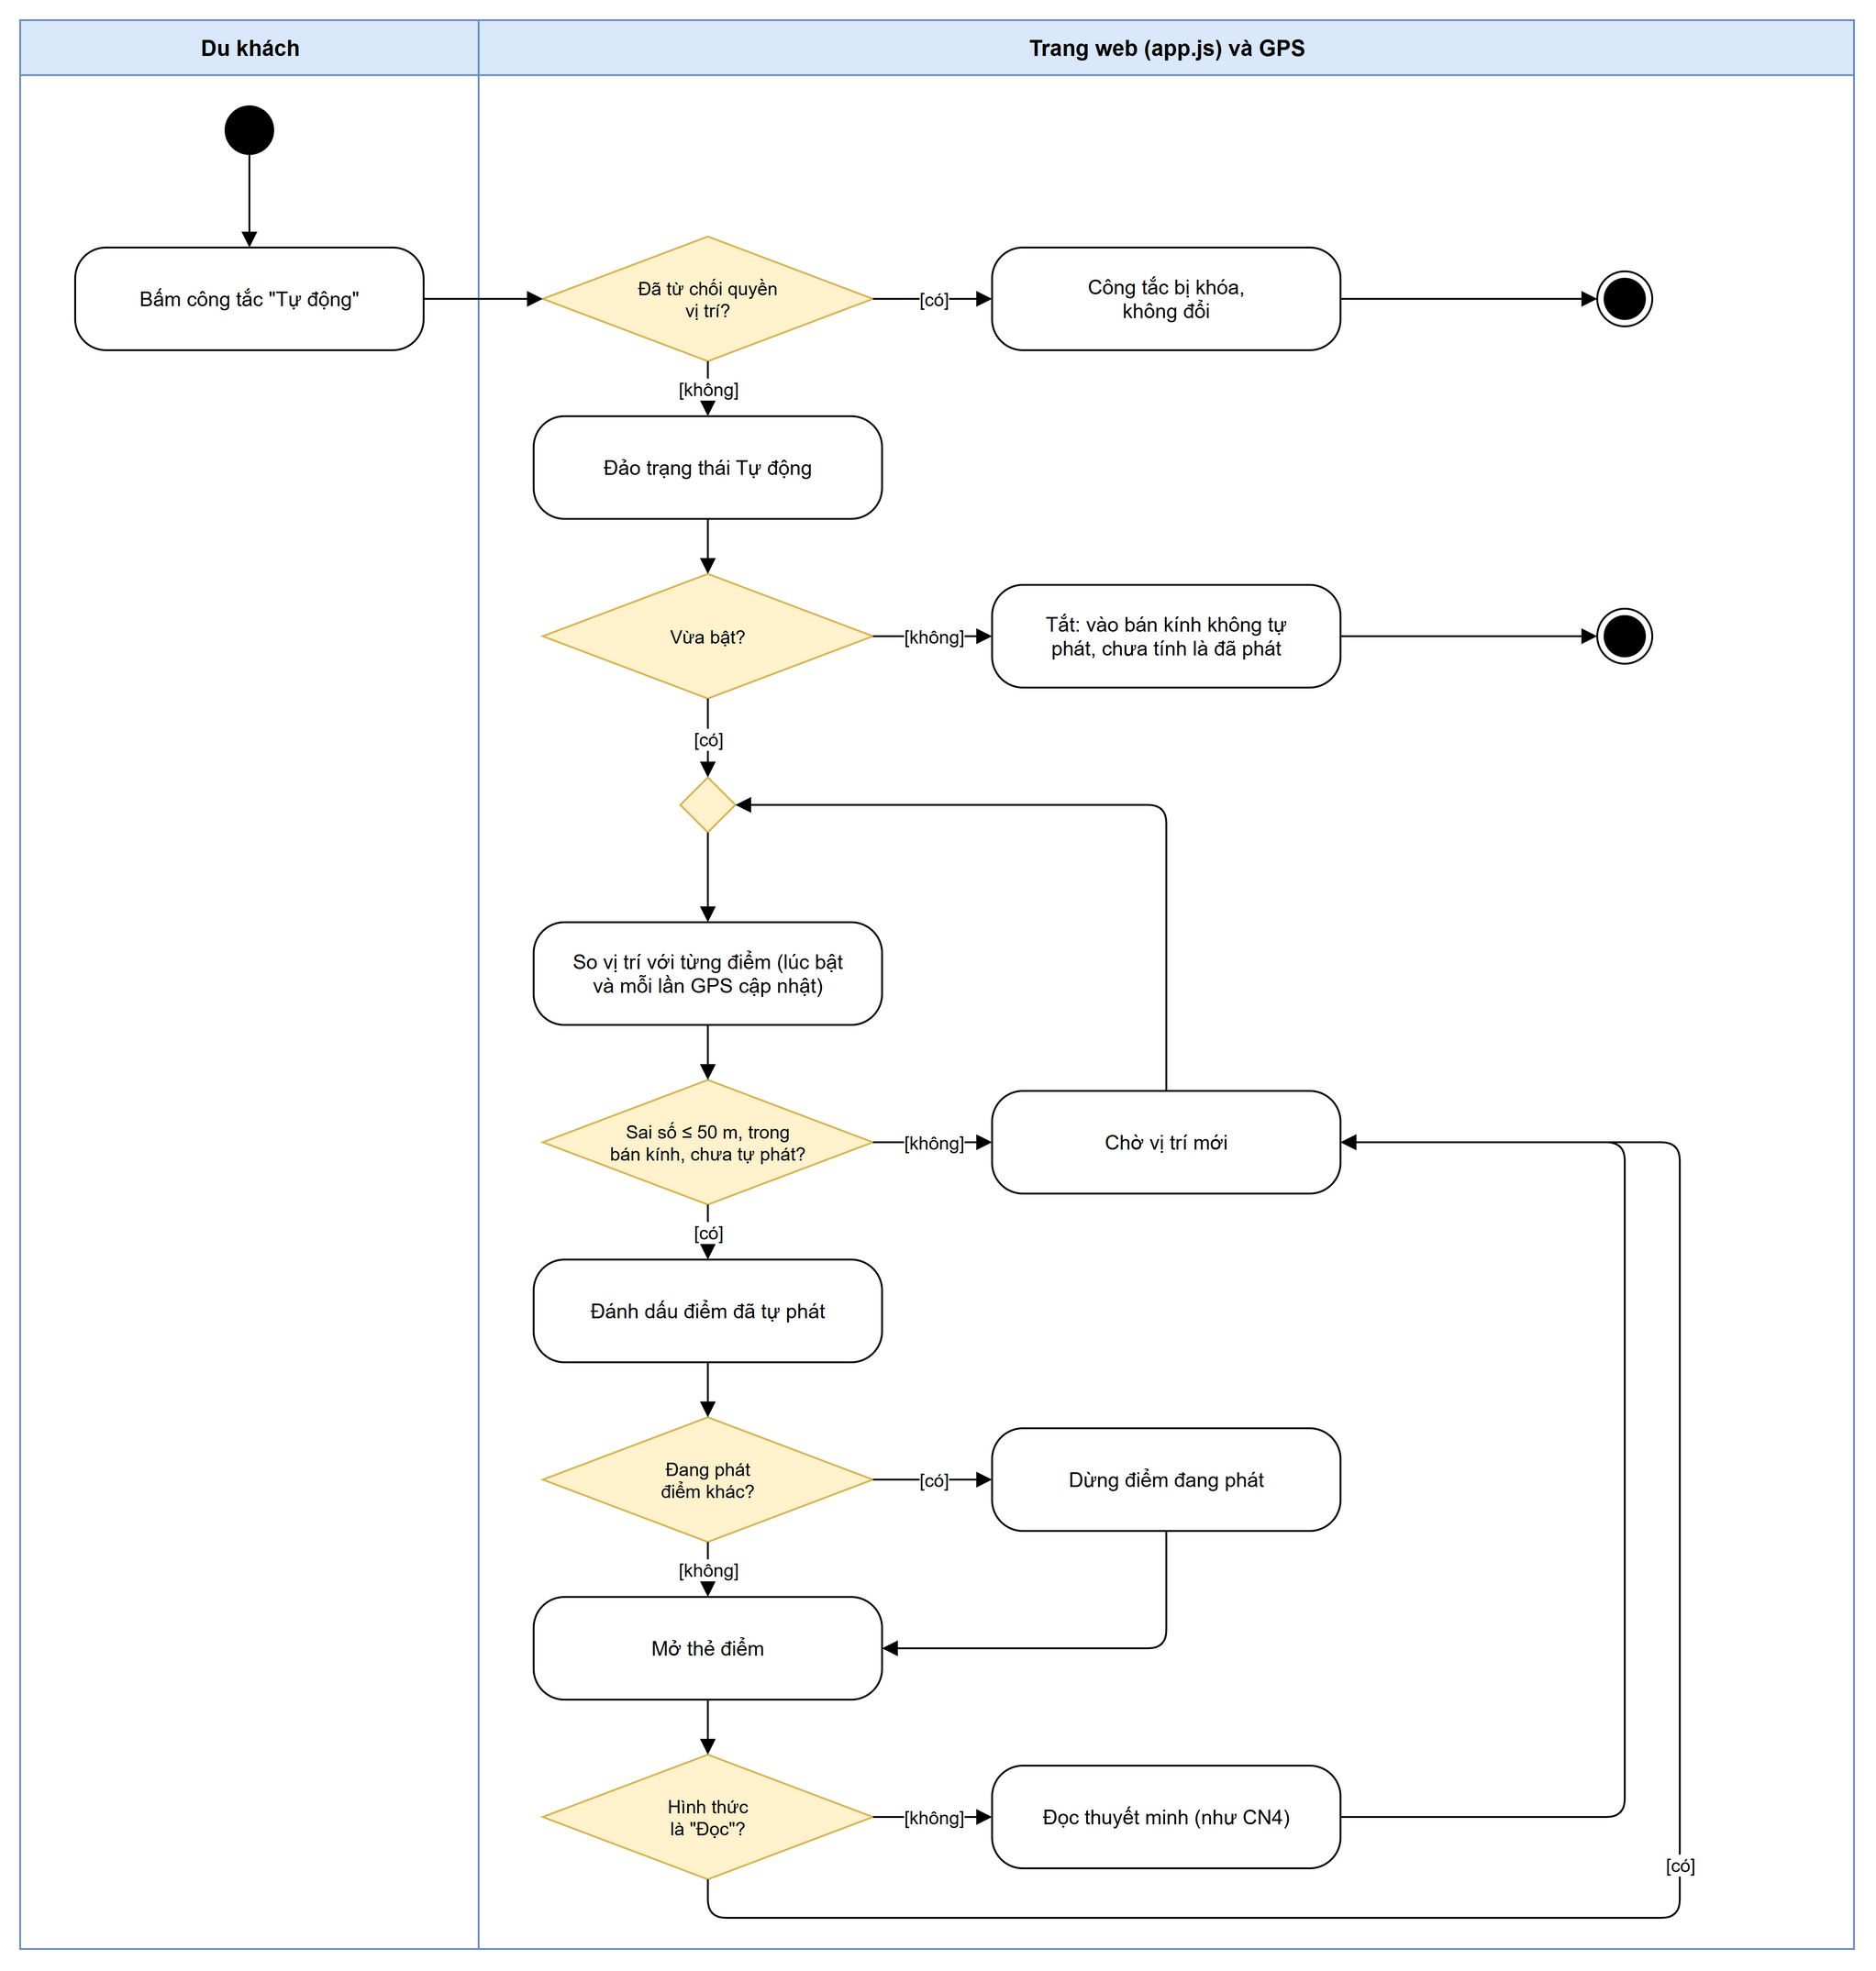 Du khách
Trang web (app.js) và GPS
Bấm công tắc "Tự động"
Đã từ chối quyền
vị trí?
[có]
Công tắc bị khóa,
không đổi
[không]
Đảo trạng thái Tự động
Vừa bật?
[không]
Tắt: vào bán kính không tự
phát, chưa tính là đã phát
[có]
So vị trí với từng điểm (lúc bật
và mỗi lần GPS cập nhật)
Sai số ≤ 50 m, trong
bán kính, chưa tự phát?
[không]
Chờ vị trí mới
[có]
Đánh dấu điểm đã tự phát
Đang phát
điểm khác?
[có]
Dừng điểm đang phát
[không]
Mở thẻ điểm
Hình thức
là "Đọc"?
[không]
Đọc thuyết minh (như CN4)
[có]